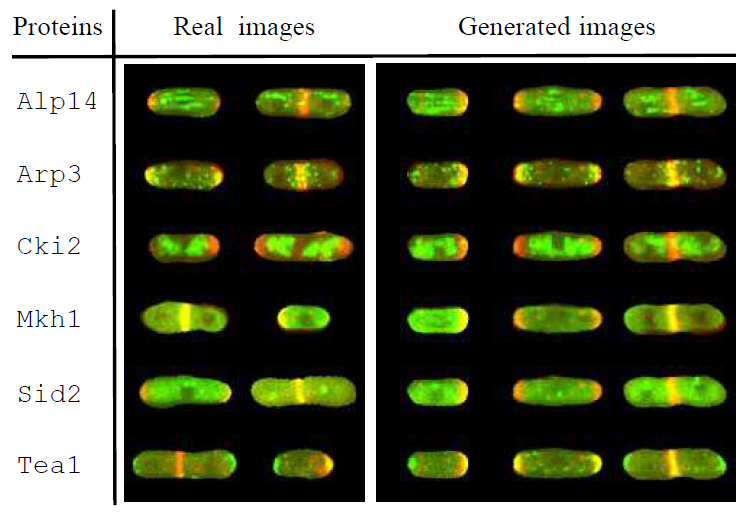 Proteins Real images Generated images
Alp14
Arp3
Cki2
Mkh1
Sid2
Tea1